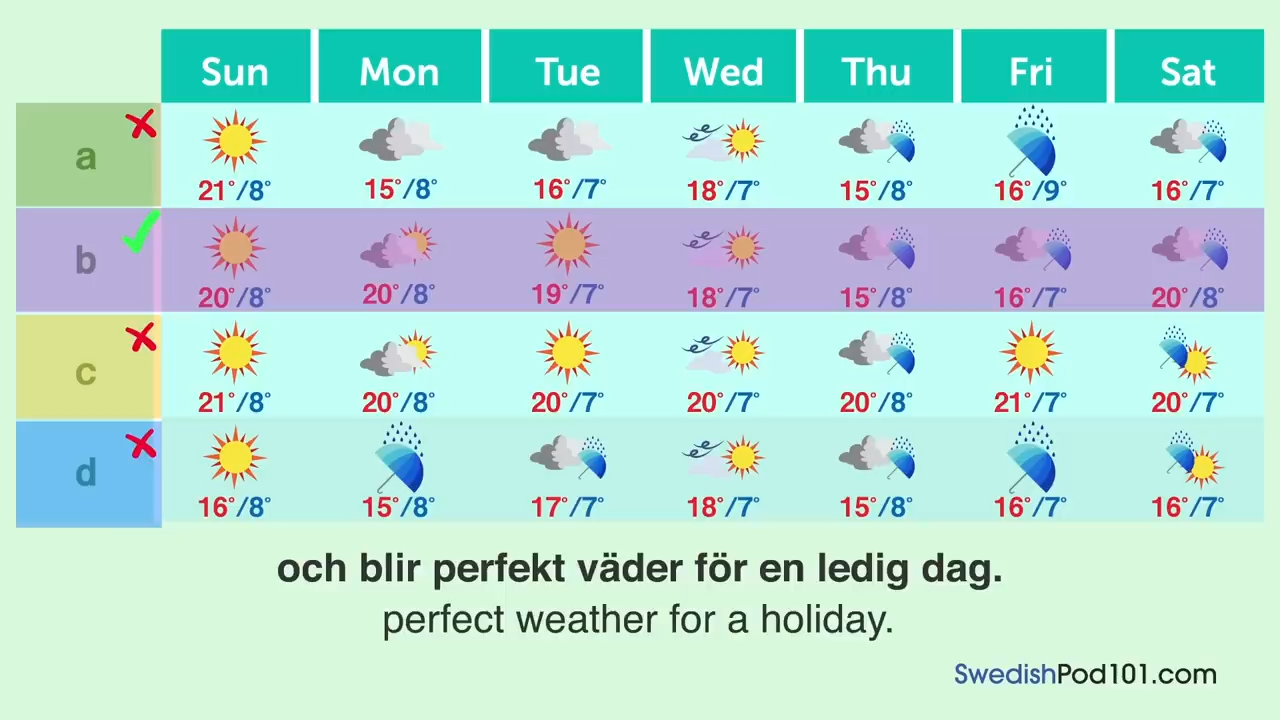 Sun Mon Tue Wed Thu Fri Sat
a
21°/8° 15°/8° 16°/7° 18°/7° 15°/8° 16°/9° 16°/7°
b
20°/8° 20°/8° 19°/7° 18°/7° 15°/8° 16°/7° 20°/8°
c
21°/8° 20°/8° 20°/7° 20°/7° 20°/8° 21°/7° 20°/7°
d
16°/8° 15°/8° 17°/7° 18°/7° 15°/8° 16°/7° 16°/7°
och blir perfekt väder för en ledig dag.
perfect weather for a holiday.
SwedishPod101.com